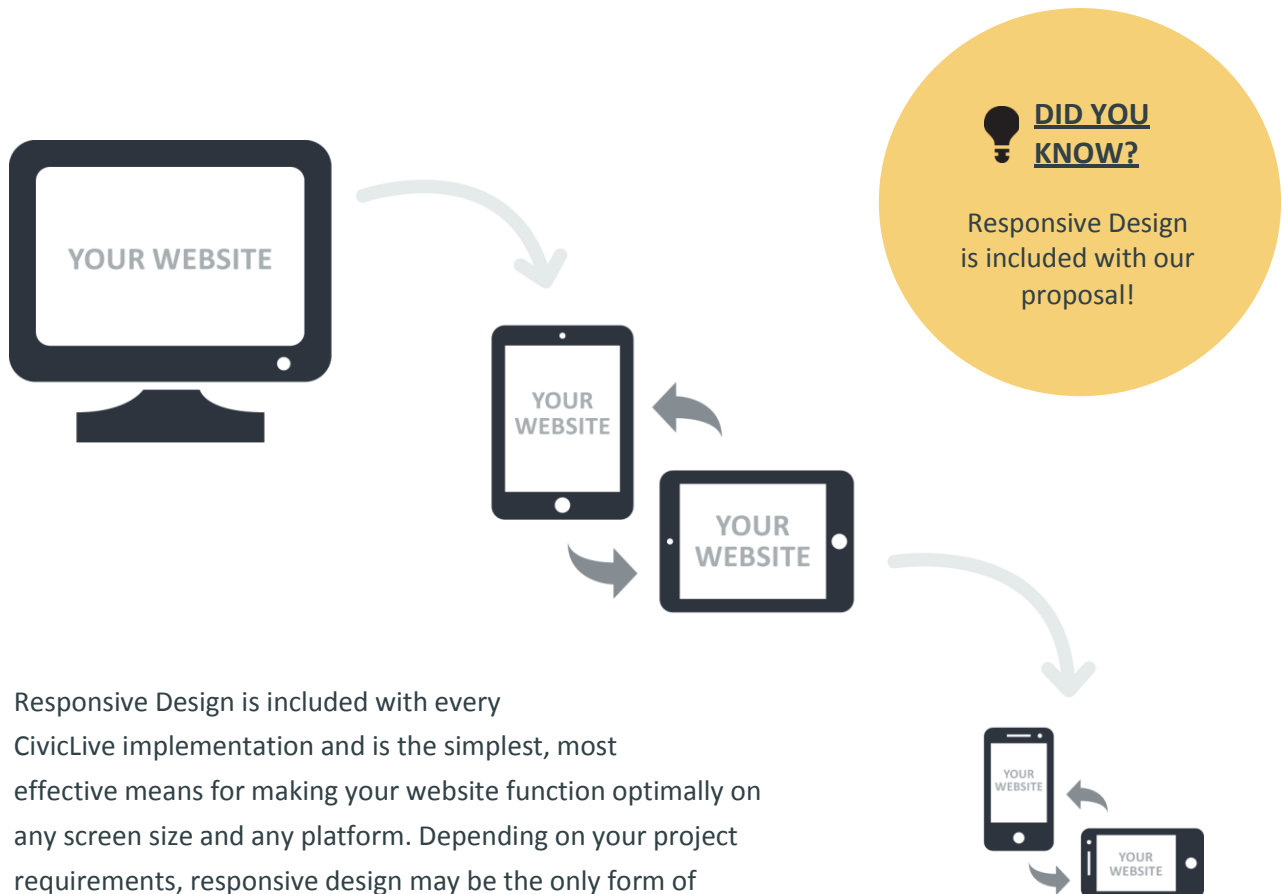 DID YOU
KNOW?
Responsive Design
is included with our
proposal!
YOUR WEBSITE
YOUR
WEBSITE
YOUR
WEBSITE
Responsive Design is included with every
CivicLive implementation and is the simplest, most
effective means for making your website function optimally on
any screen size and any platform. Depending on your project
requirements, responsive design may be the only form of
YOUR
WEBSITE
YOUR
WEBSITE